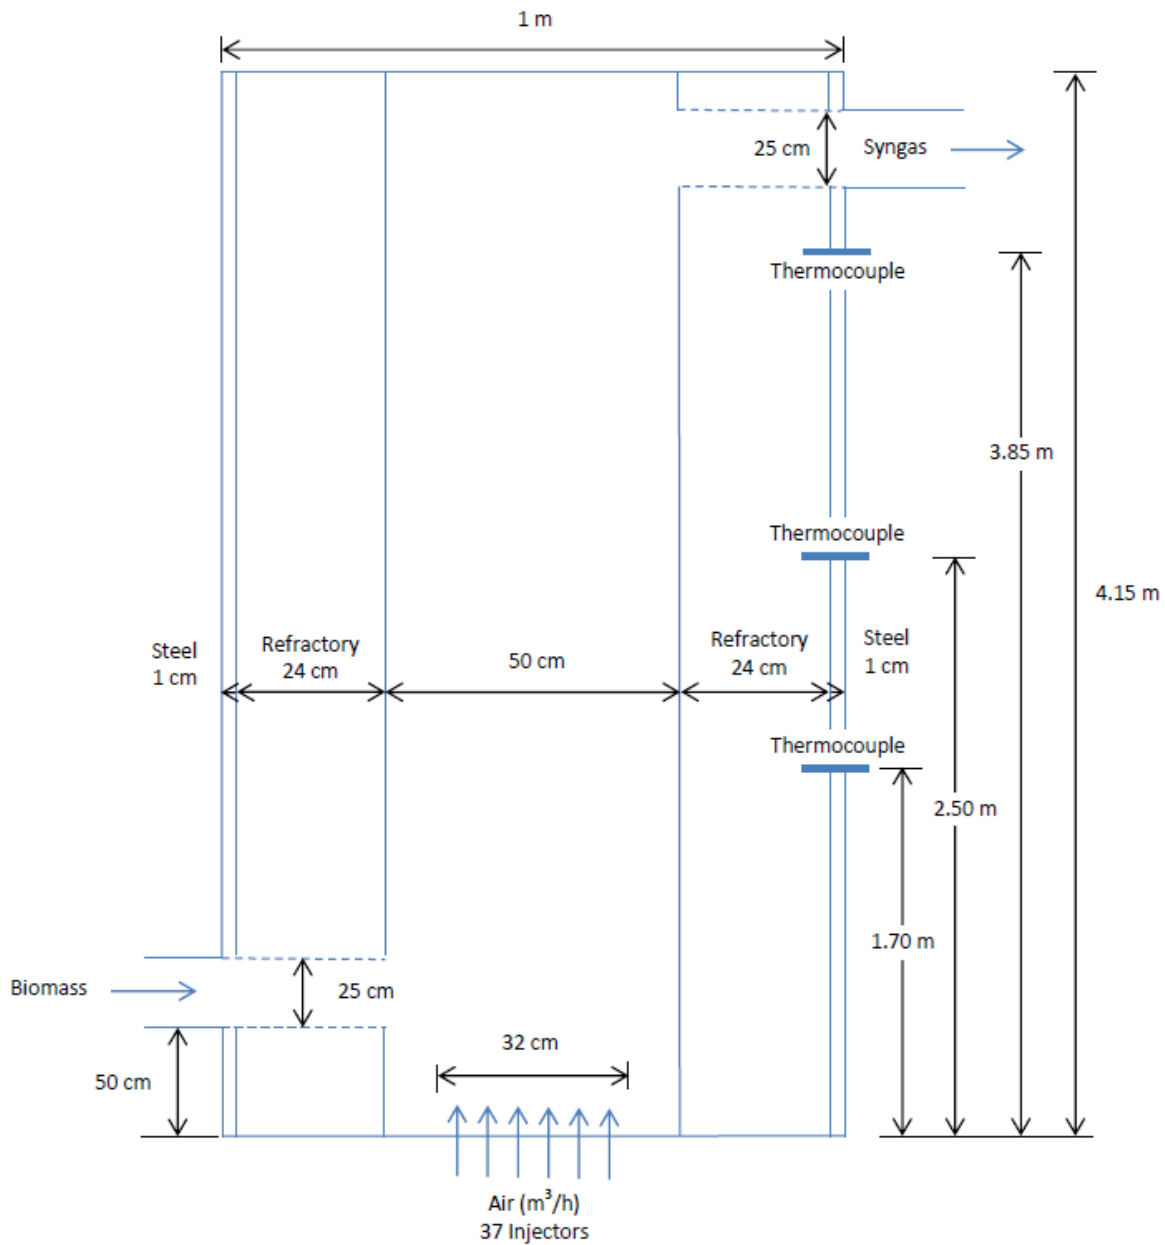 1 m
25 cm
Syngas
Thermocouple
3.85 m
Thermocouple
4.15 m
Steel
1 cm
Refractory
24 cm
50 cm
Refractory
24 cm
Steel
1 cm
Thermocouple
2.50 m
1.70 m
Biomass
25 cm
32 cm
50 cm
Air (m³/h)
37 Injectors